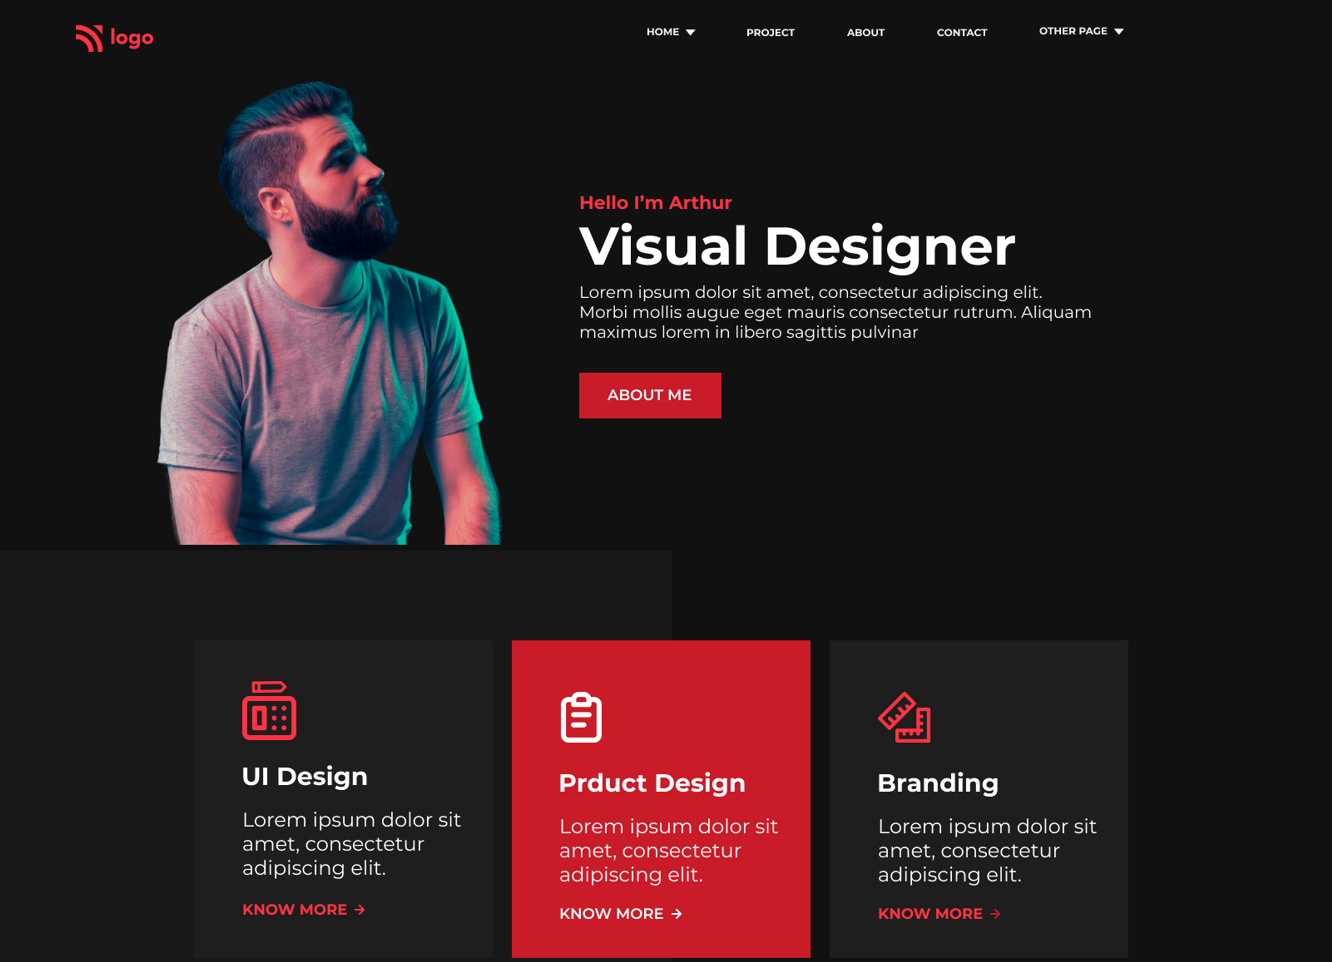 logo
HOME
PROJECT
ABOUT
CONTACT
OTHER PAGE
Hello I’m Arthur
Visual Designer
Lorem ipsum dolor sit amet, consectetur adipiscing elit.
Morbi mollis augue eget mauris consectetur rutrum. Aliquam
maximus lorem in libero sagittis pulvinar
ABOUT ME
UI Design
Lorem ipsum dolor sit
amet, consectetur
adipiscing elit.
KNOW MORE →
Prduct Design
Lorem ipsum dolor sit
amet, consectetur
adipiscing elit.
KNOW MORE →
Branding
Lorem ipsum dolor sit
amet, consectetur
adipiscing elit.
KNOW MORE →